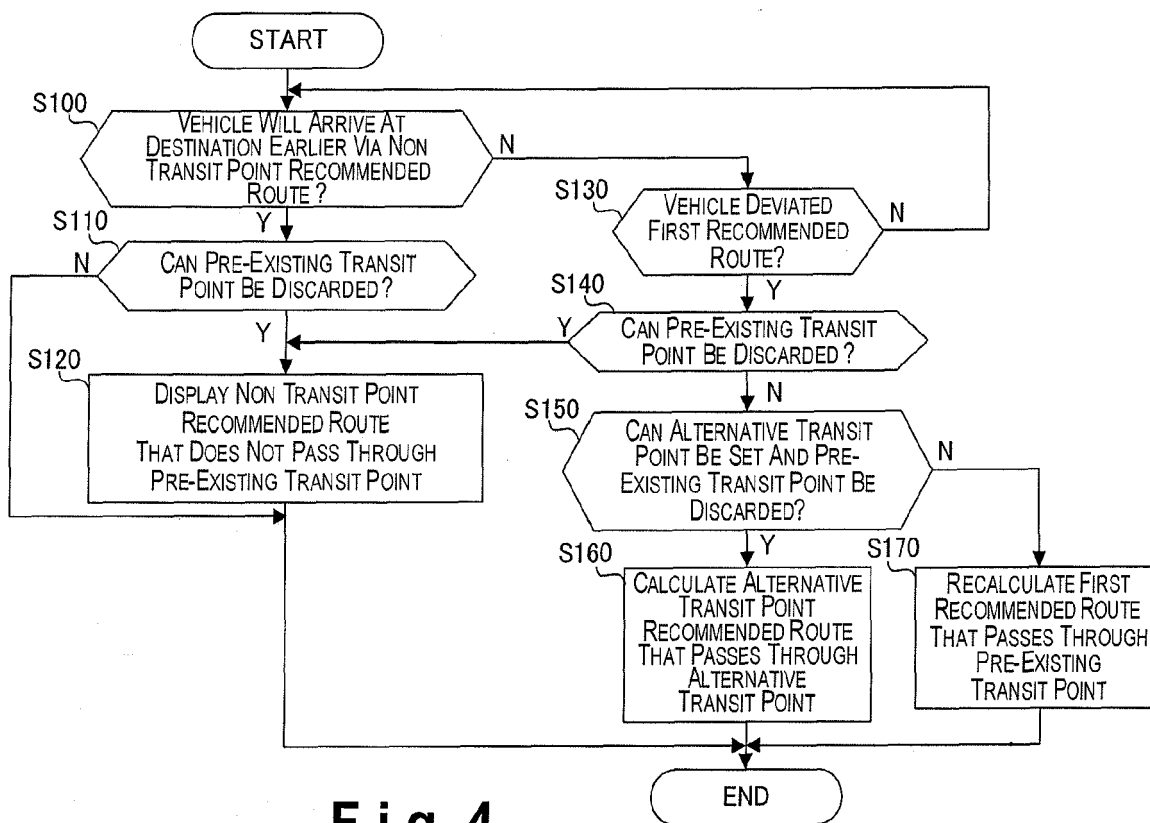 START
S100
VEHICLE WILL ARRIVE AT
DESTINATION EARLIER VIA NON
TRANSIT POINT RECOMMENDED
ROUTE?
N
Y
S130
VEHICLE DEVIATED
FIRST RECOMMENDED
ROUTE?
N
Y
S110
N
CAN PRE-EXISTING TRANSIT
POINT BE DISCARDED?
Y
S140
Y
CAN PRE-EXISTING TRANSIT
POINT BE DISCARDED?
N
S120
DISPLAY NON TRANSIT POINT
RECOMMENDED ROUTE
THAT DOES NOT PASS THROUGH
PRE-EXISTING TRANSIT POINT
S150
CAN ALTERNATIVE TRANSIT
POINT BE SET AND PRE-
EXISTING TRANSIT POINT BE
DISCARDED?
N
Y
S160
CALCULATE ALTERNATIVE
TRANSIT POINT
RECOMMENDED ROUTE
THAT PASSES THROUGH
ALTERNATIVE
TRANSIT POINT
S170
RECALCULATE FIRST
RECOMMENDED ROUTE
THAT PASSES THROUGH
PRE-EXISTING
TRANSIT POINT
END
Fig. 4